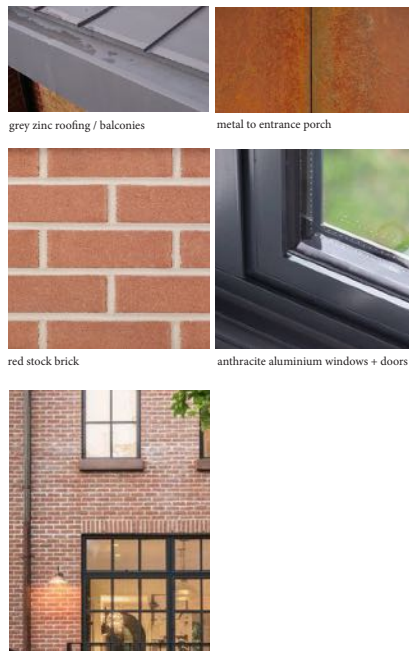 grey zinc roofing / balconies
metal to entrance porch
red stock brick
anthracite aluminium windows + doors